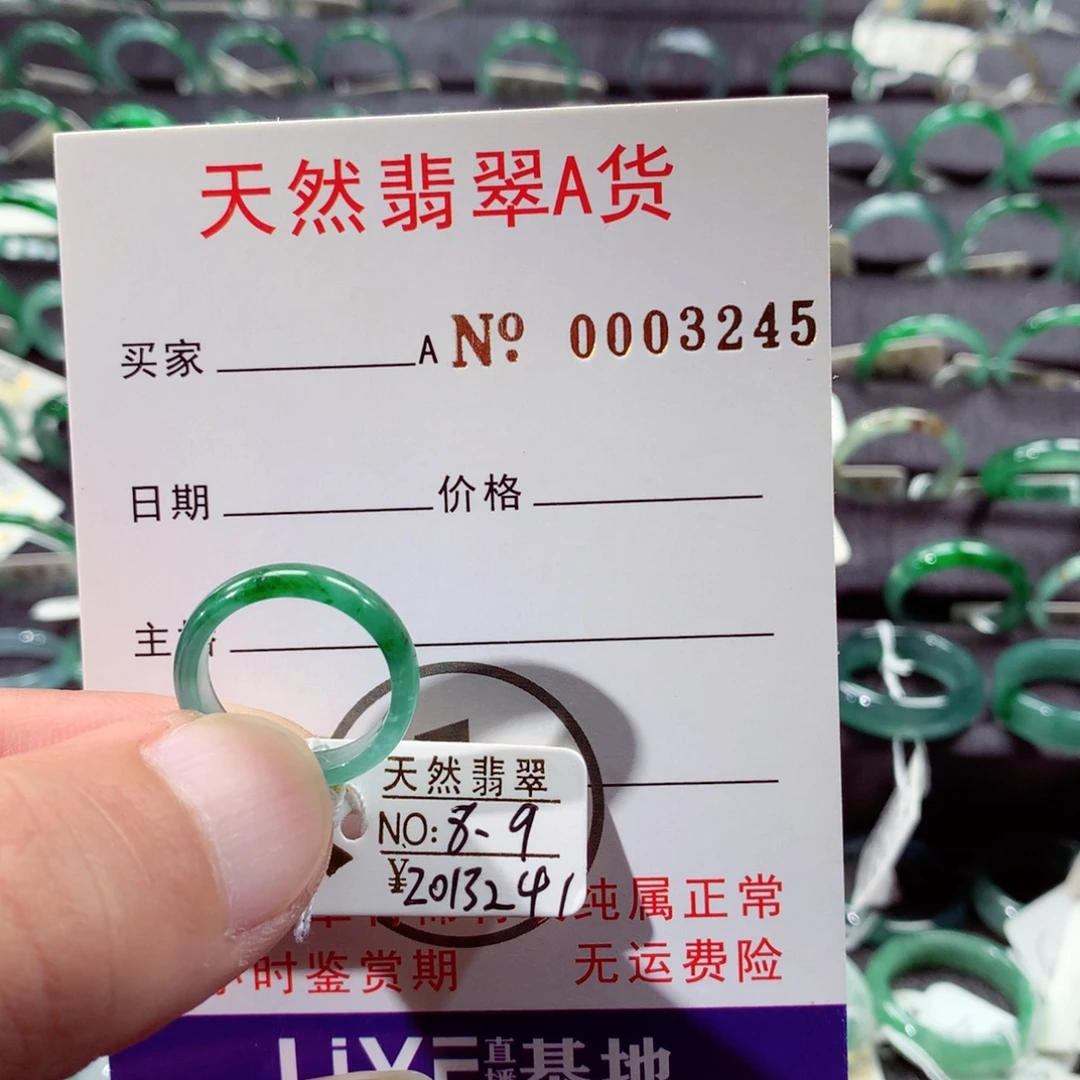 天然翡翠A货
买家 A Nº 0003245
日期 价格
主
天然翡翠
NO: 8-9
¥2013241
纯属正常
时鉴赏期 无运费险
LiVE 直播 基地